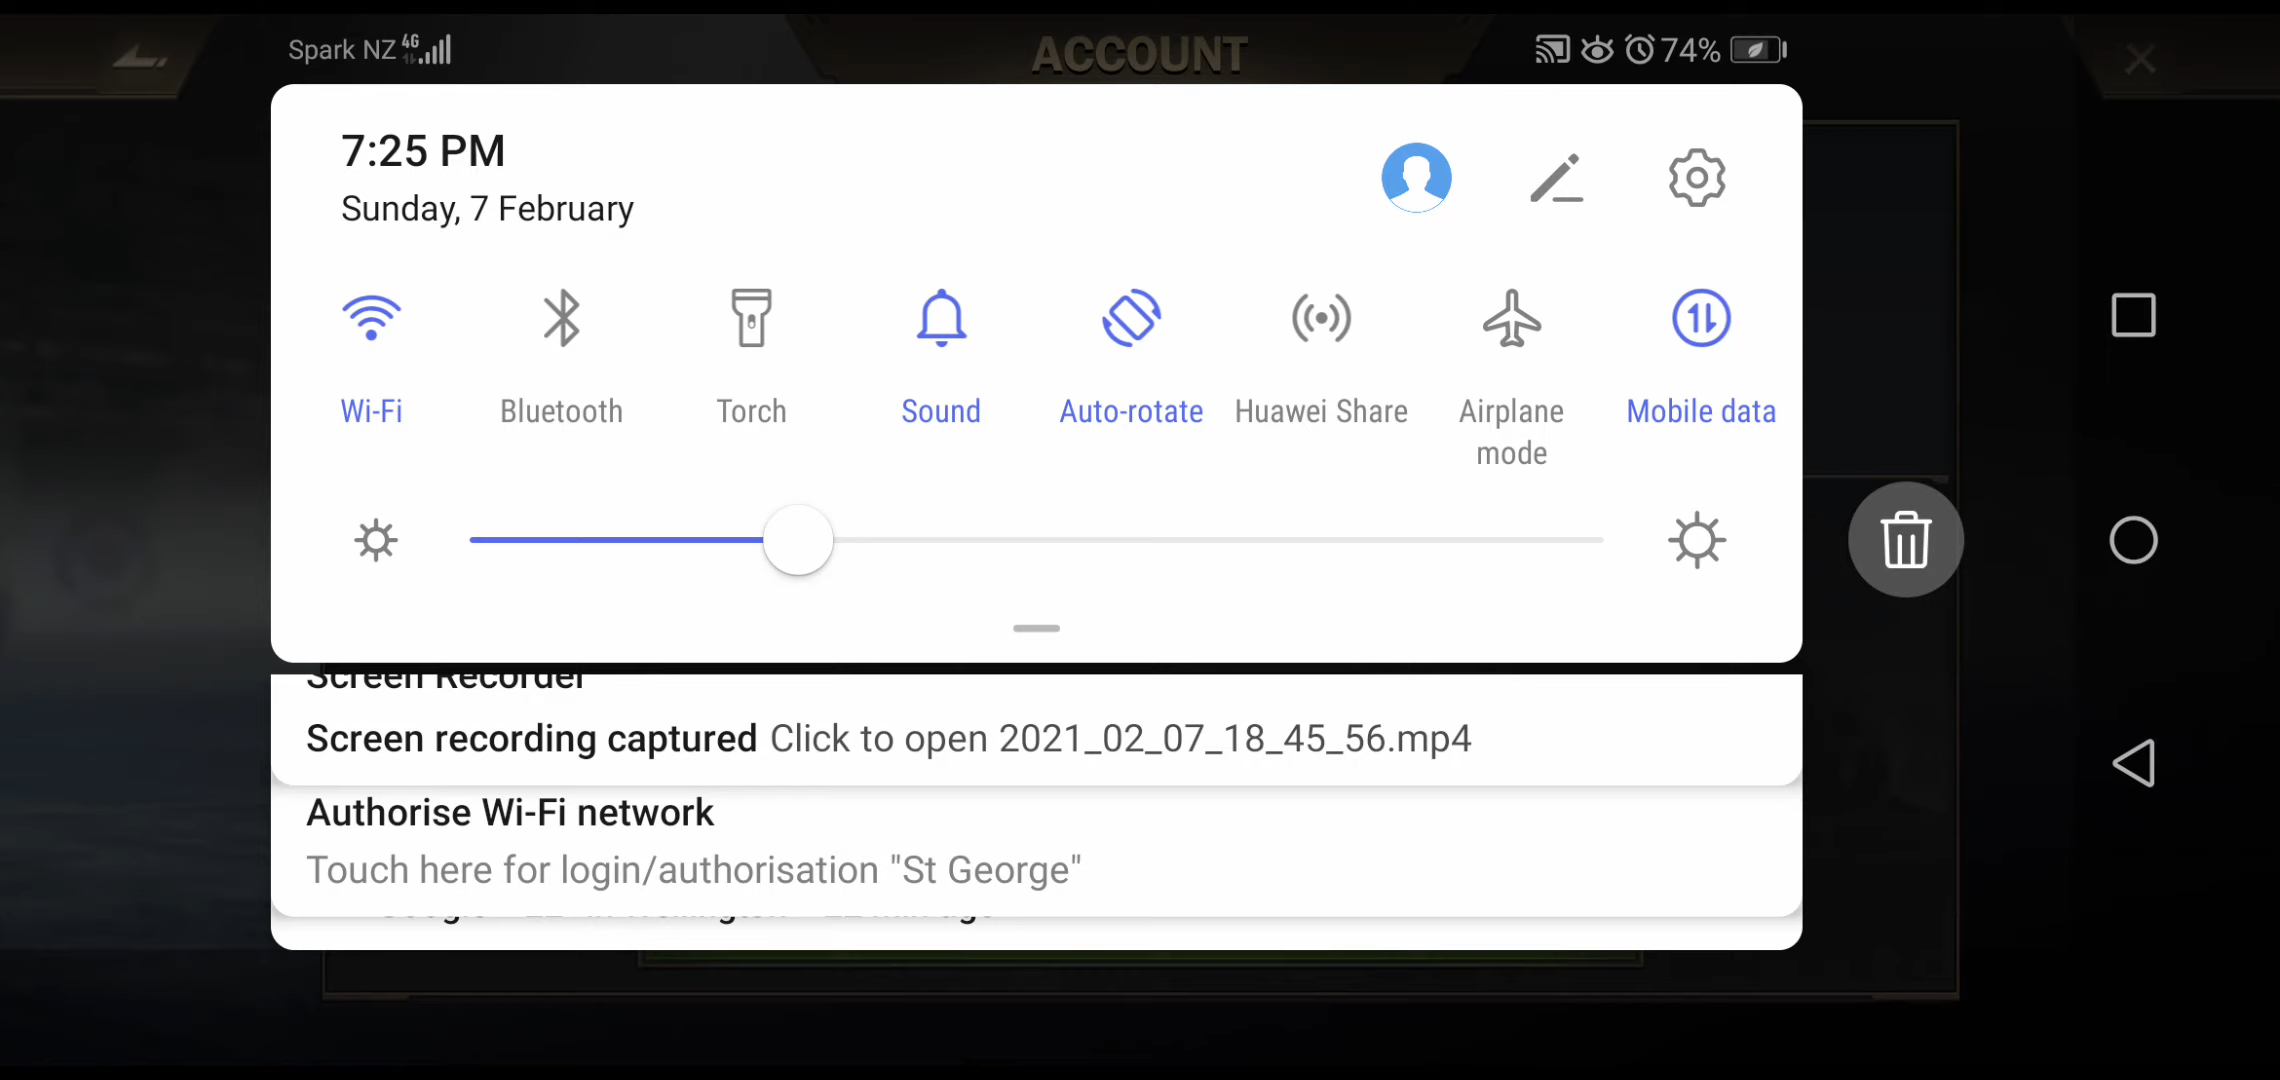 Spark NZ 4G
ACCOUNT
74%
7:25 PM
Sunday, 7 February
Wi-Fi
Bluetooth
Torch
Sound
Auto-rotate
Huawei Share
Airplane
mode
Mobile data
Screen Recorder
Screen recording captured Click to open 2021_02_07_18_45_56.mp4
Authorise Wi-Fi network
Touch here for login/authorisation "St George"